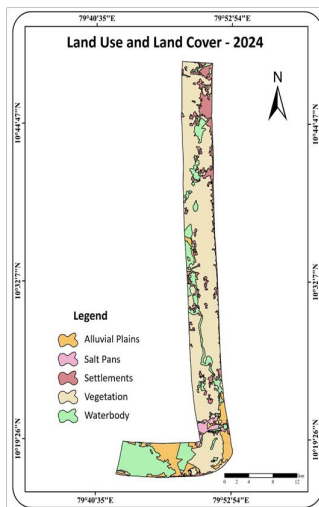 79°40'35"E 79°52'54"E
Land Use and Land Cover - 2024
N
10°44'47"N 10°44'47"N
10°32'7"N 10°32'7"N
Legend
Alluvial Plains
Salt Pans
Settlements
Vegetation
Waterbody
10°19'26"N 10°19'26"N
0 2 4 8 12
km
79°40'35"E 79°52'54"E